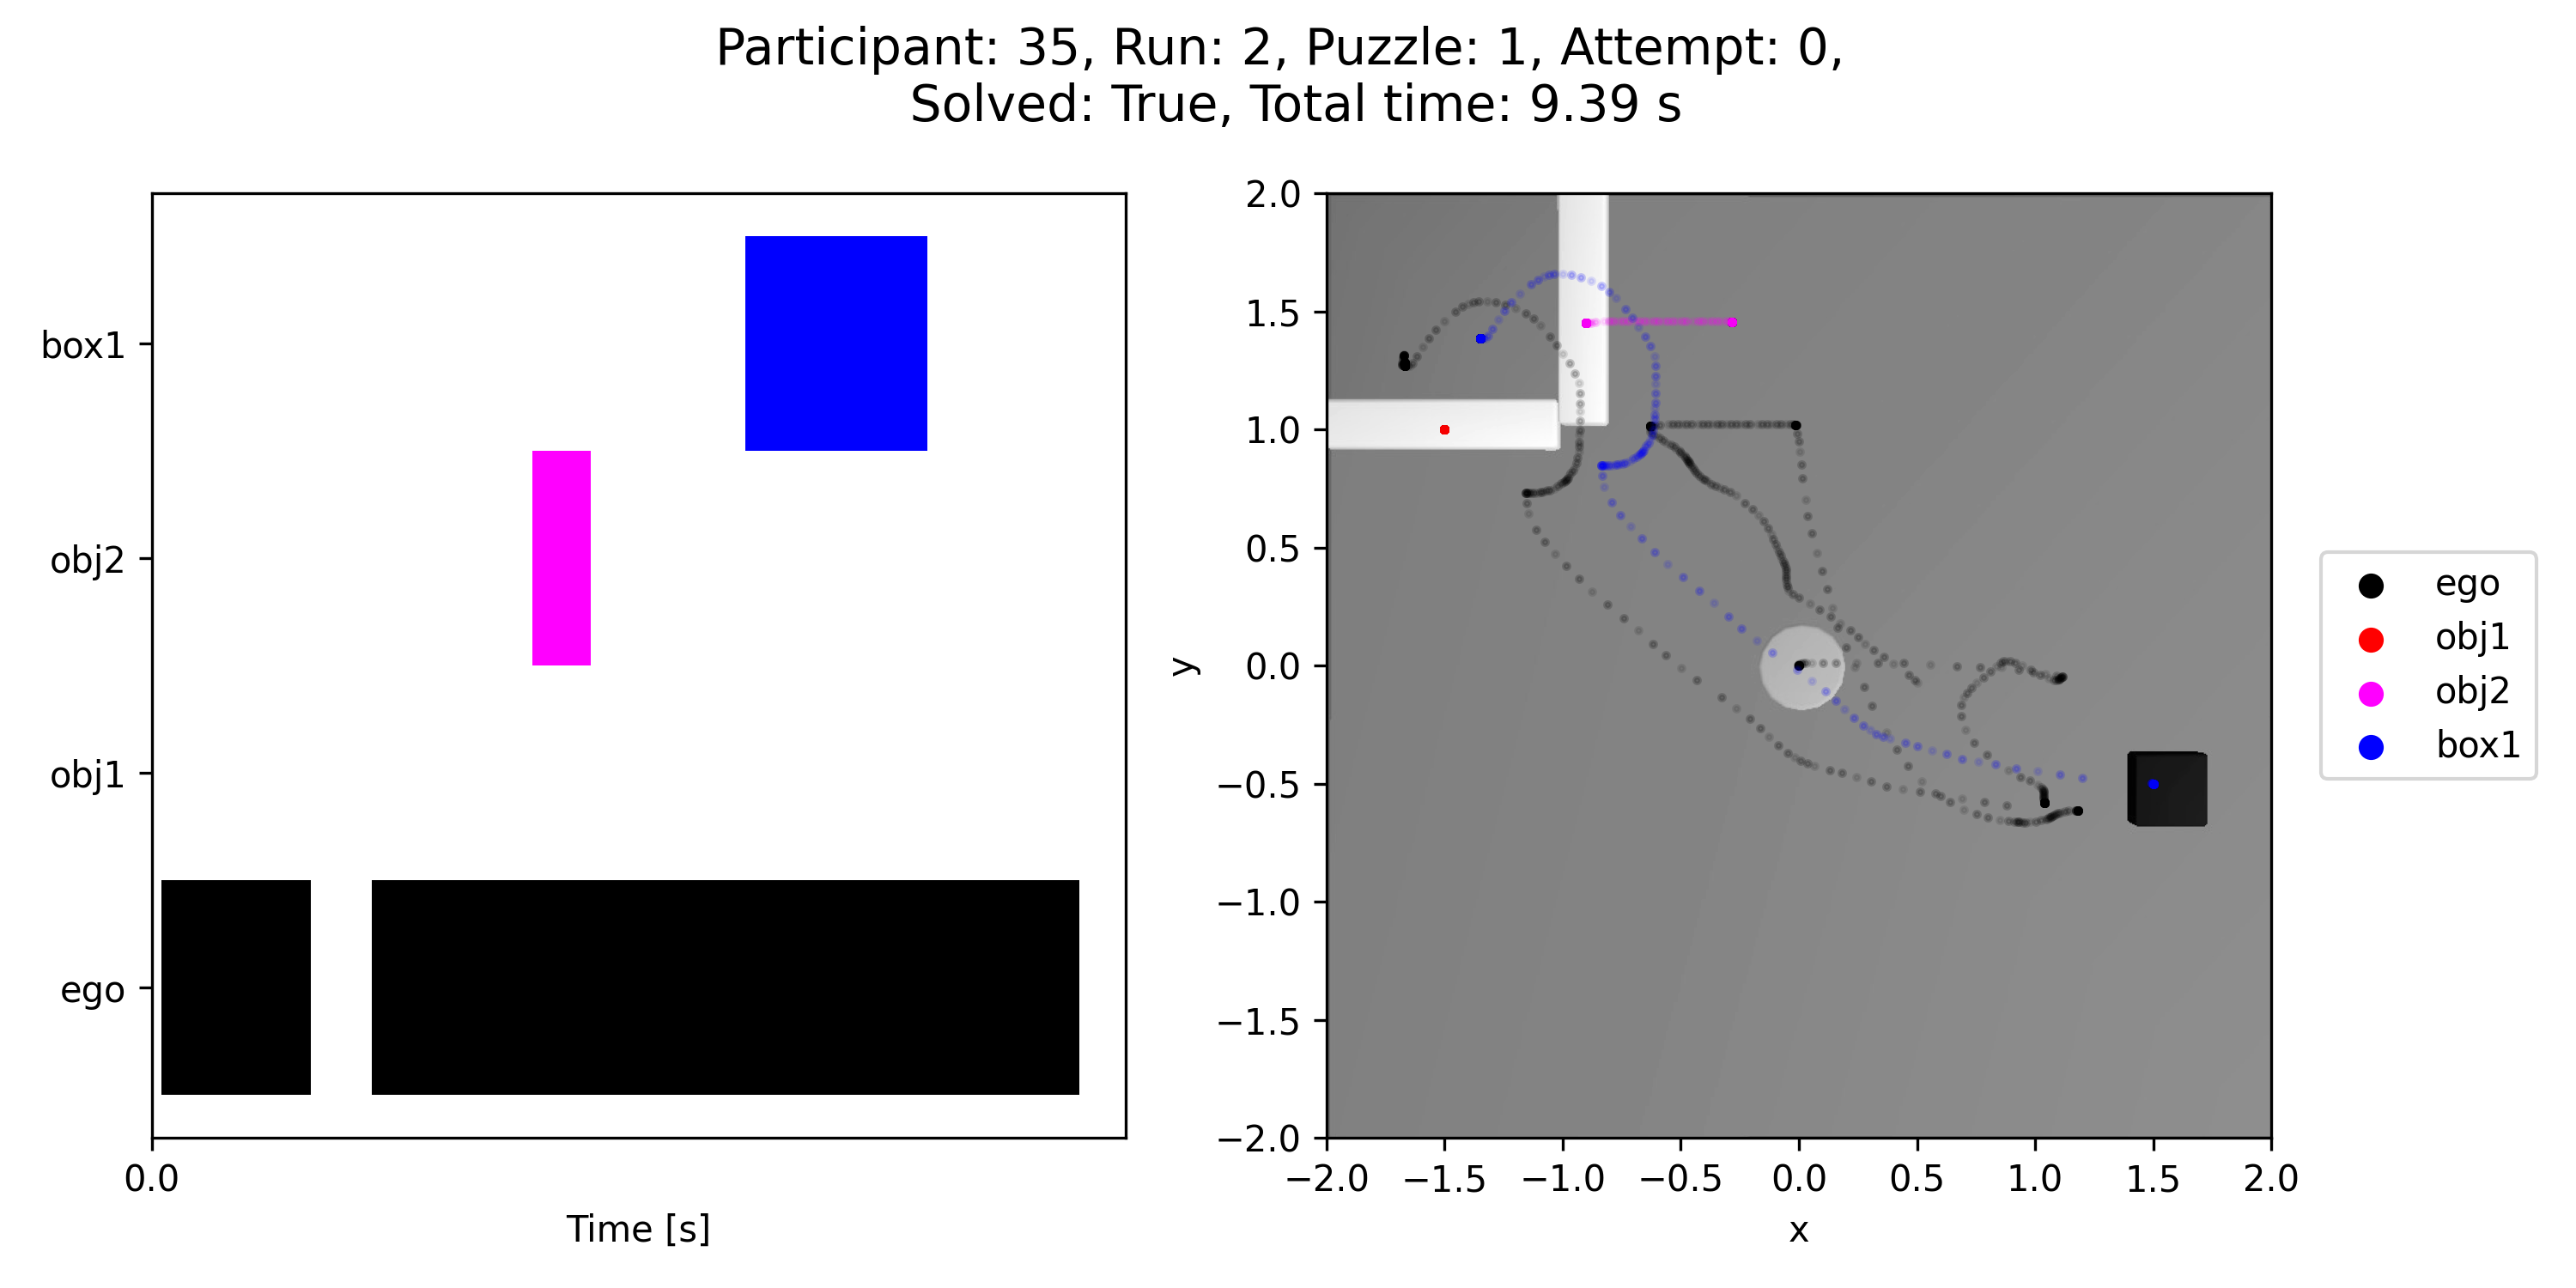 Participant: 35, Run: 2, Puzzle: 1, Attempt: 0,
Solved: True, Total time: 9.39 s
box1
obj2
obj1
ego
0.0
Time [s]
2.0
1.5
1.0
0.5
0.0
−0.5
−1.0
−1.5
−2.0
y
−2.0 −1.5 −1.0 −0.5 0.0 0.5 1.0 1.5 2.0
x
ego
obj1
obj2
box1